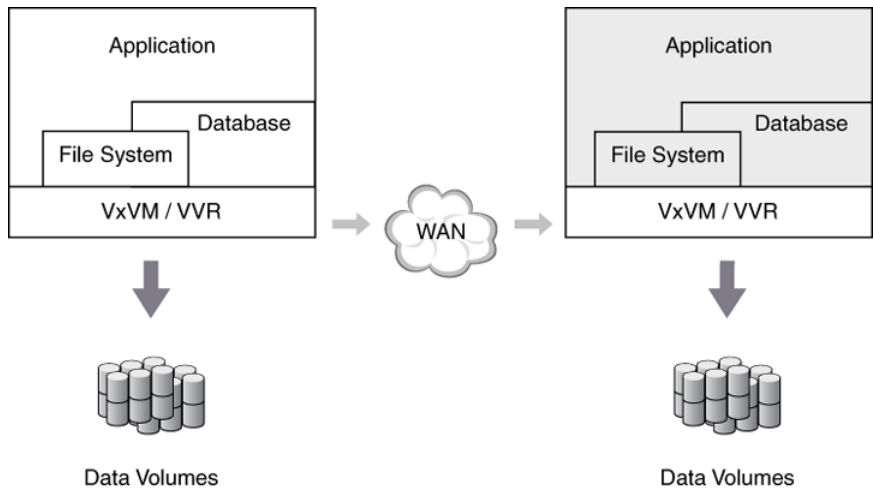 Application
Database
File System
VxVM / VVR
WAN
Application
Database
File System
VxVM / VVR
Data Volumes
Data Volumes